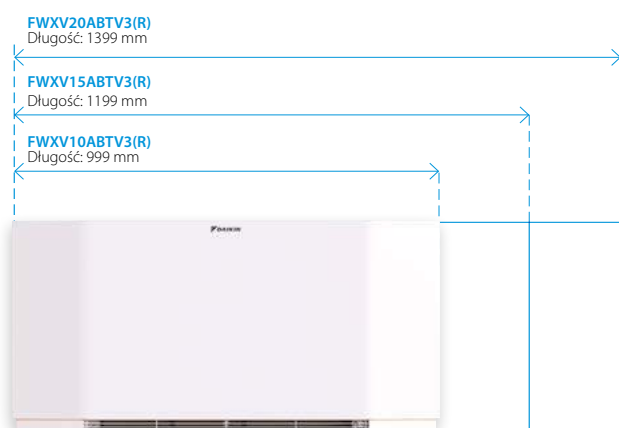 FWXV20ABTV3(R)
Długość: 1399 mm
FWXV15ABTV3(R)
Długość: 1199 mm
FWXV10ABTV3(R)
Długość: 999 mm
DAIKIN